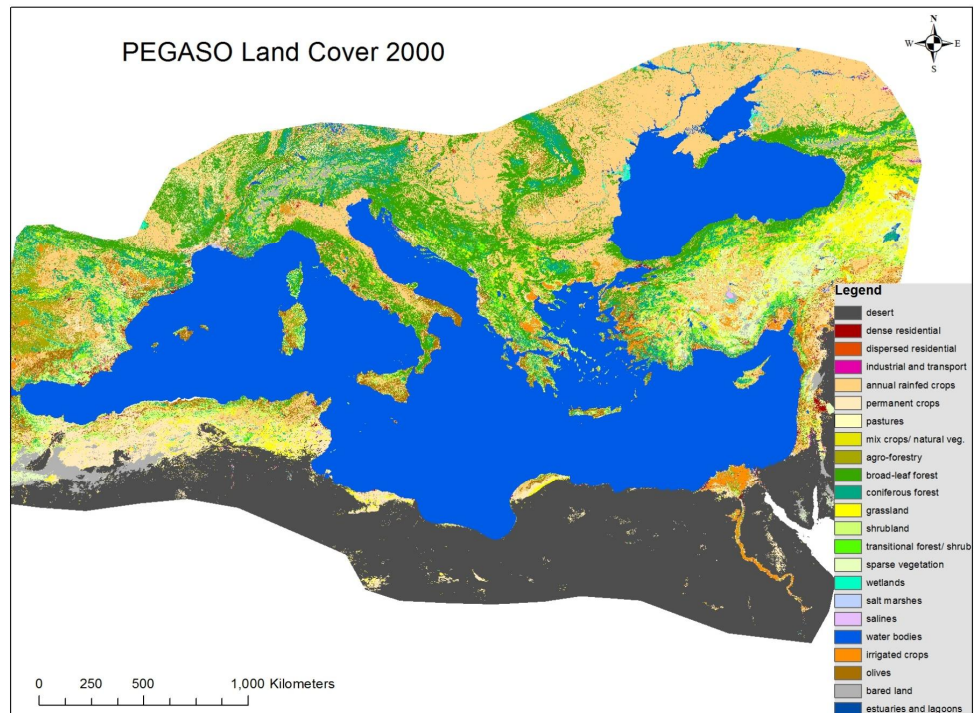 PEGASO Land Cover 2000
N
W E
S
Legend
desert
dense residential
dispersed residential
industrial and transport
annual rainfed crops
permanent crops
pastures
mix crops/ natural veg.
agro-forestry
broad-leaf forest
coniferous forest
grassland
shrubland
transitional forest/ shrub
sparse vegetation
wetlands
salt marshes
salines
water bodies
irrigated crops
olives
bared land
estuaries and lagoons
0 250 500 1,000 Kilometers